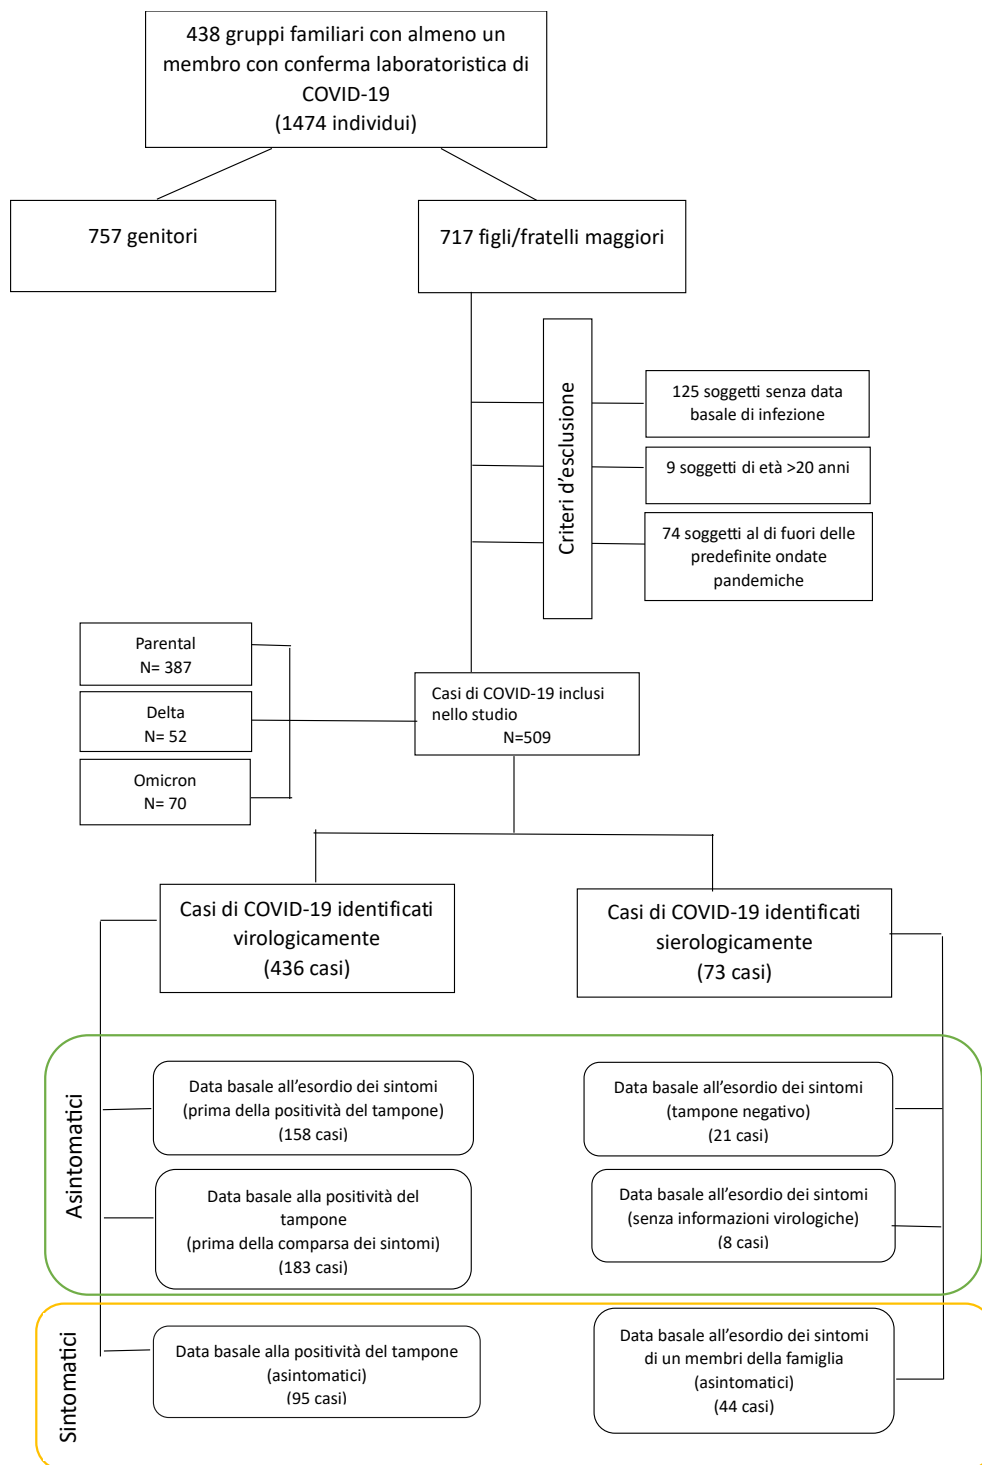 438 gruppi familiari con almeno un
membro con conferma laboratoristica di
COVID-19
(1474 individui)
757 genitori
717 figli/fratelli maggiori
Criteri d'esclusione
125 soggetti senza data
basale di infezione
9 soggetti di età >20 anni
74 soggetti al di fuori delle
predefinite ondate
pandemiche
Parental
N= 387
Delta
N= 52
Omicron
N= 70
Casi di COVID-19 inclusi
nello studio
N=509
Casi di COVID-19 identificati
virologicamente
(436 casi)
Casi di COVID-19 identificati
sierologicamente
(73 casi)
Asintomatici
Data basale all'esordio dei sintomi
(prima della positività del tampone)
(158 casi)
Data basale all'esordio dei sintomi
(tampone negativo)
(21 casi)
Data basale alla positività del
tampone
(prima della comparsa dei sintomi)
(183 casi)
Data basale all'esordio dei sintomi
(senza informazioni virologiche)
(8 casi)
Sintomatici
Data basale alla positività del tampone
(asintomatici)
(95 casi)
Data basale all'esordio dei sintomi
di un membri della famiglia
(asintomatici)
(44 casi)